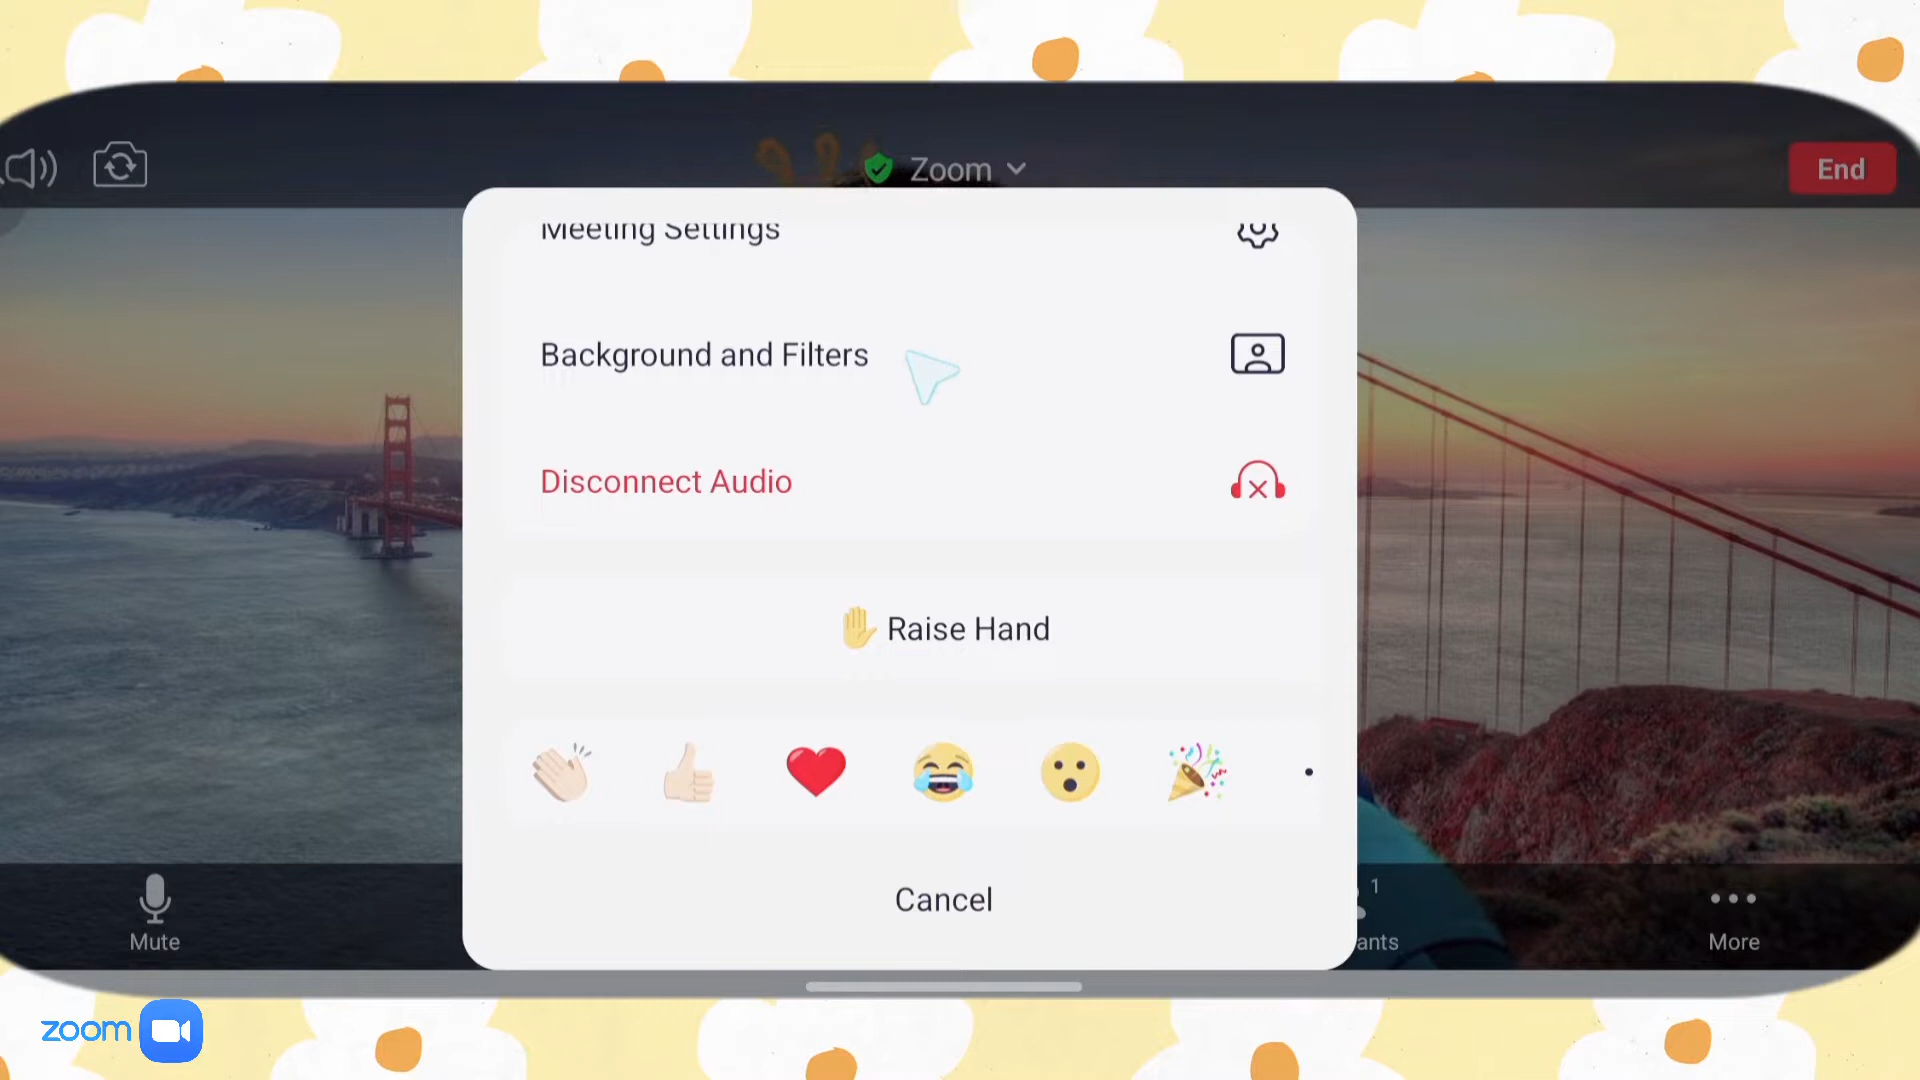 Zoom
End
Meeting Settings
Background and Filters
Disconnect Audio
Raise Hand
Cancel
1
Mute
ants
More
zoom